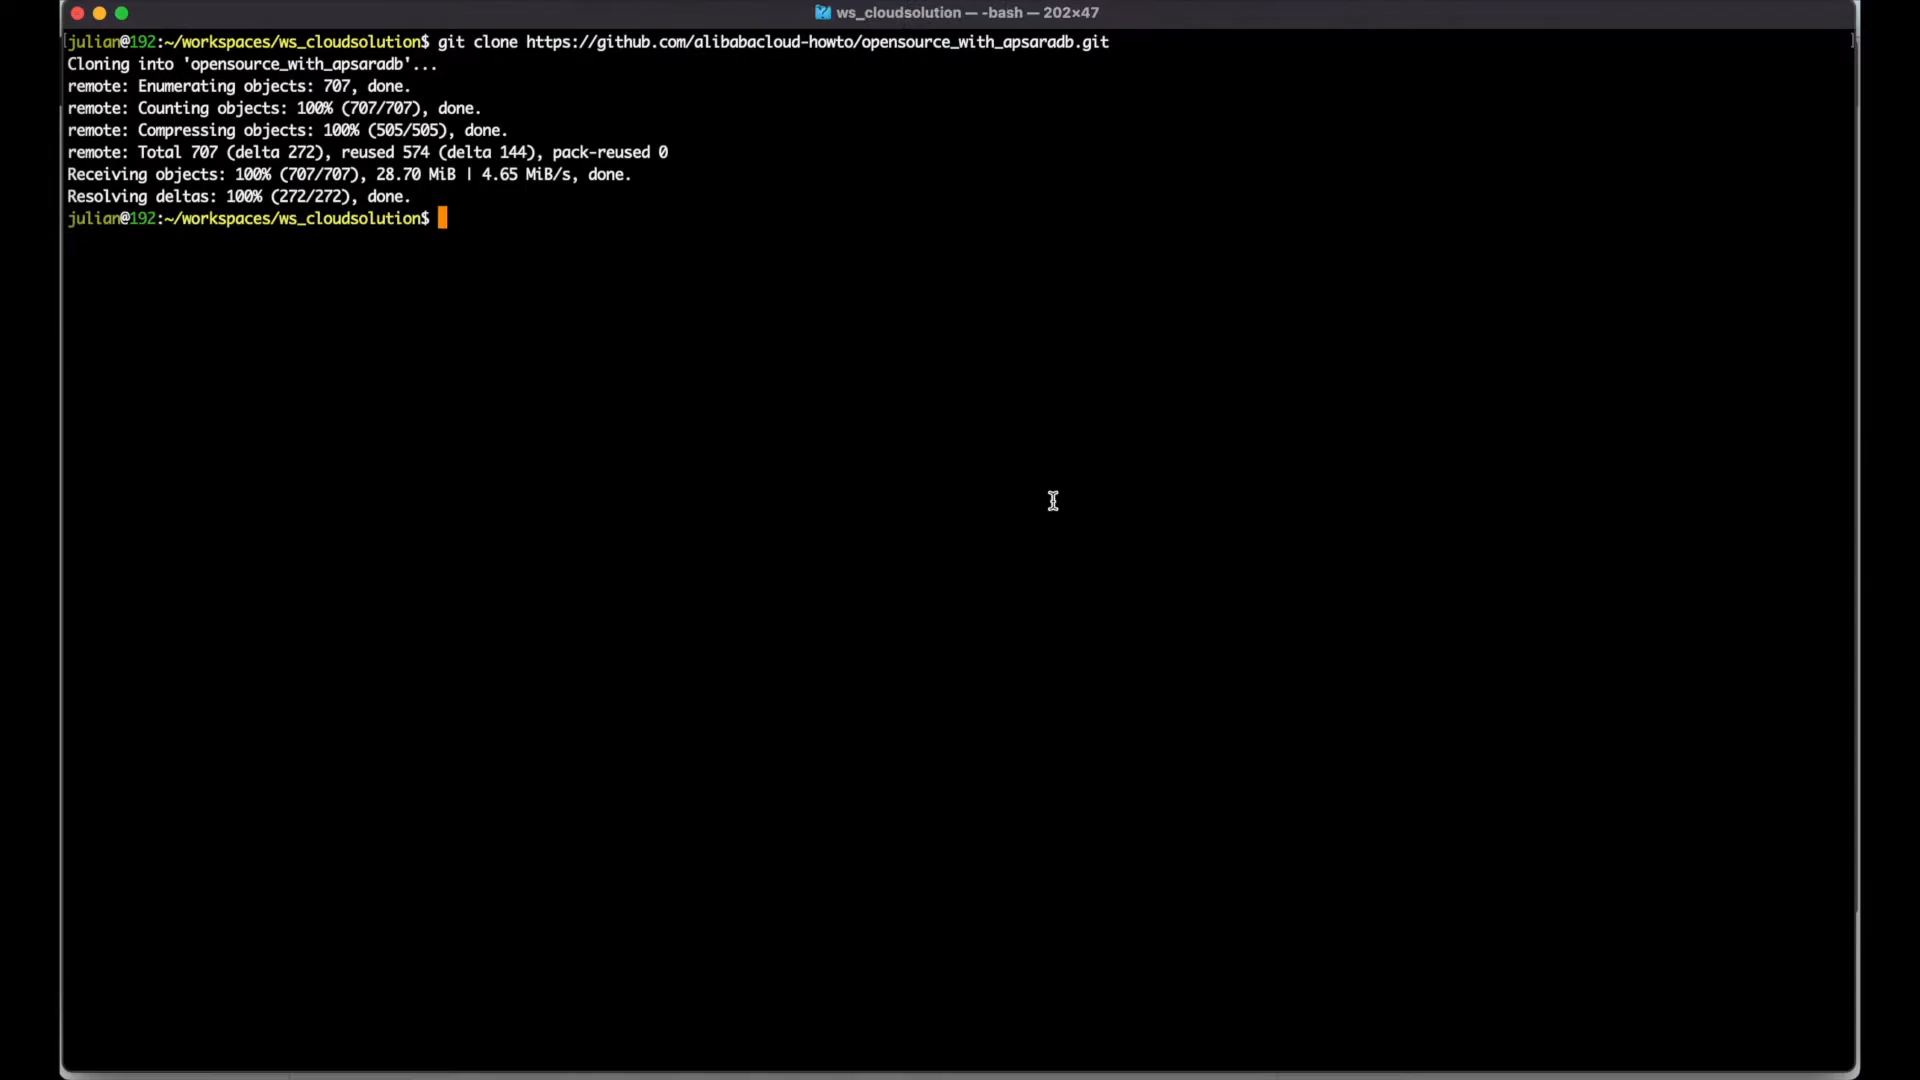 ws_cloudsolution — -bash — 202×47
julian@192:~/workspaces/ws_cloudsolution$ git clone https://github.com/alibabacloud-howto/opensource_with_apsaradb.git
Cloning into 'opensource_with_apsaradb'...
remote: Enumerating objects: 707, done.
remote: Counting objects: 100% (707/707), done.
remote: Compressing objects: 100% (505/505), done.
remote: Total 707 (delta 272), reused 574 (delta 144), pack-reused 0
Receiving objects: 100% (707/707), 28.70 MiB | 4.65 MiB/s, done.
Resolving deltas: 100% (272/272), done.
julian@192:~/workspaces/ws_cloudsolution$